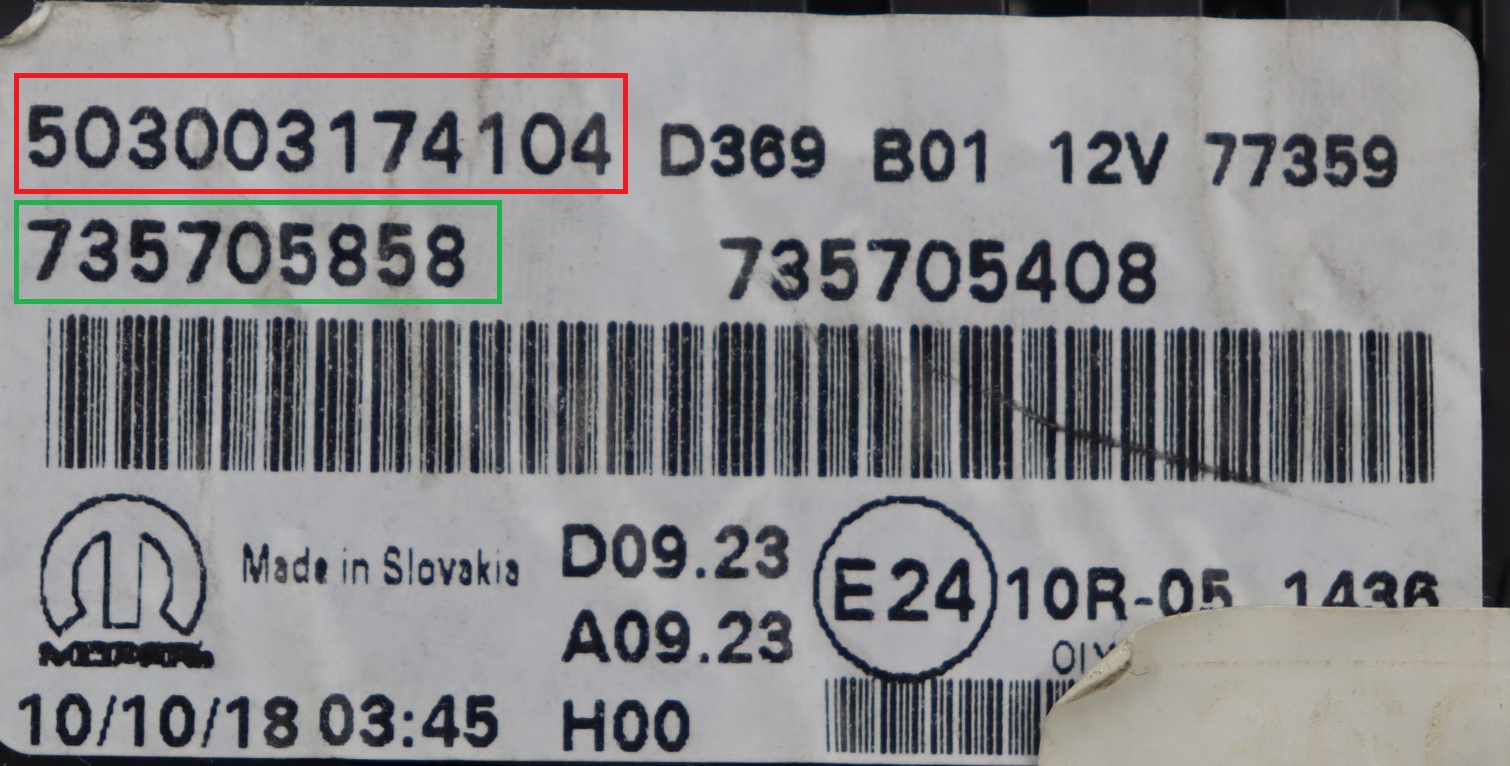 503003174104 D369 B01 12V 77359
735705858 735705408
Made in Slovakia
D09.23
A09.23
E24 10R-05 1436
10/10/18 03:45 H00